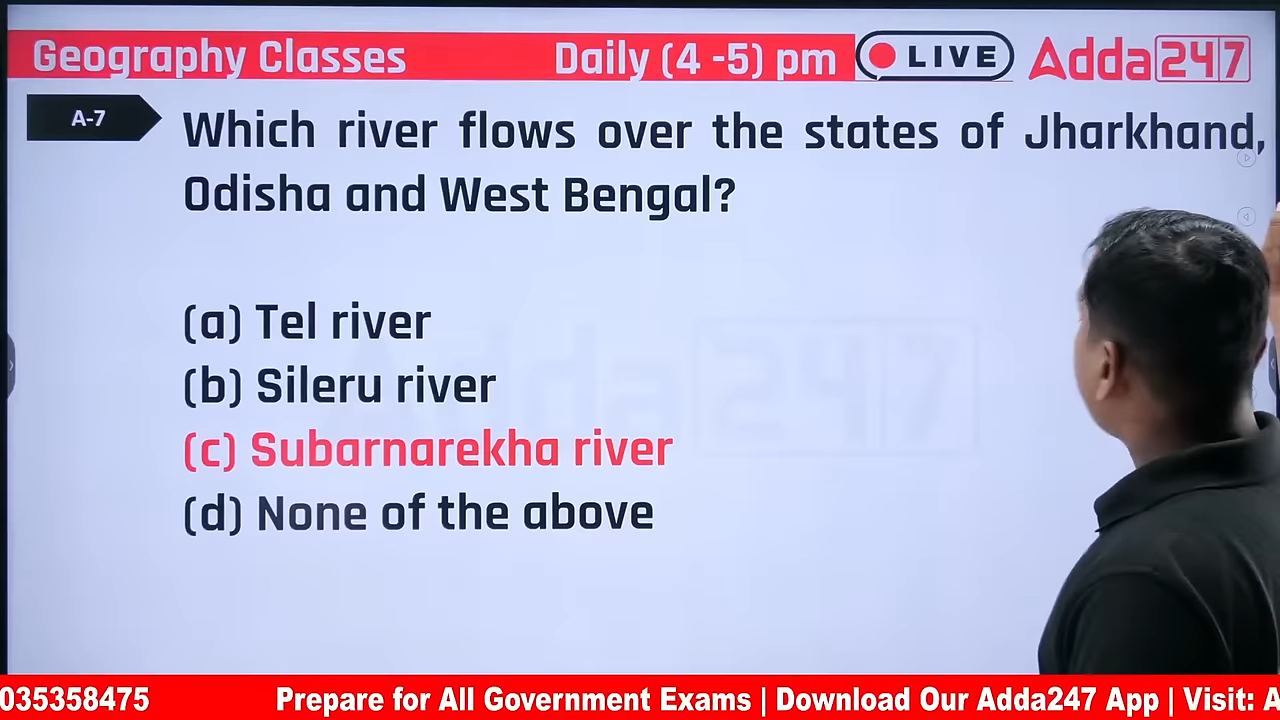 Geography Classes Daily (4 -5) pm LIVE Adda247
A-7
Which river flows over the states of Jharkhand,
Odisha and West Bengal?
(a) Tel river
(b) Sileru river
(c) Subarnarekha river
(d) None of the above
035358475 Prepare for All Government Exams | Download Our Adda247 App | Visit: A